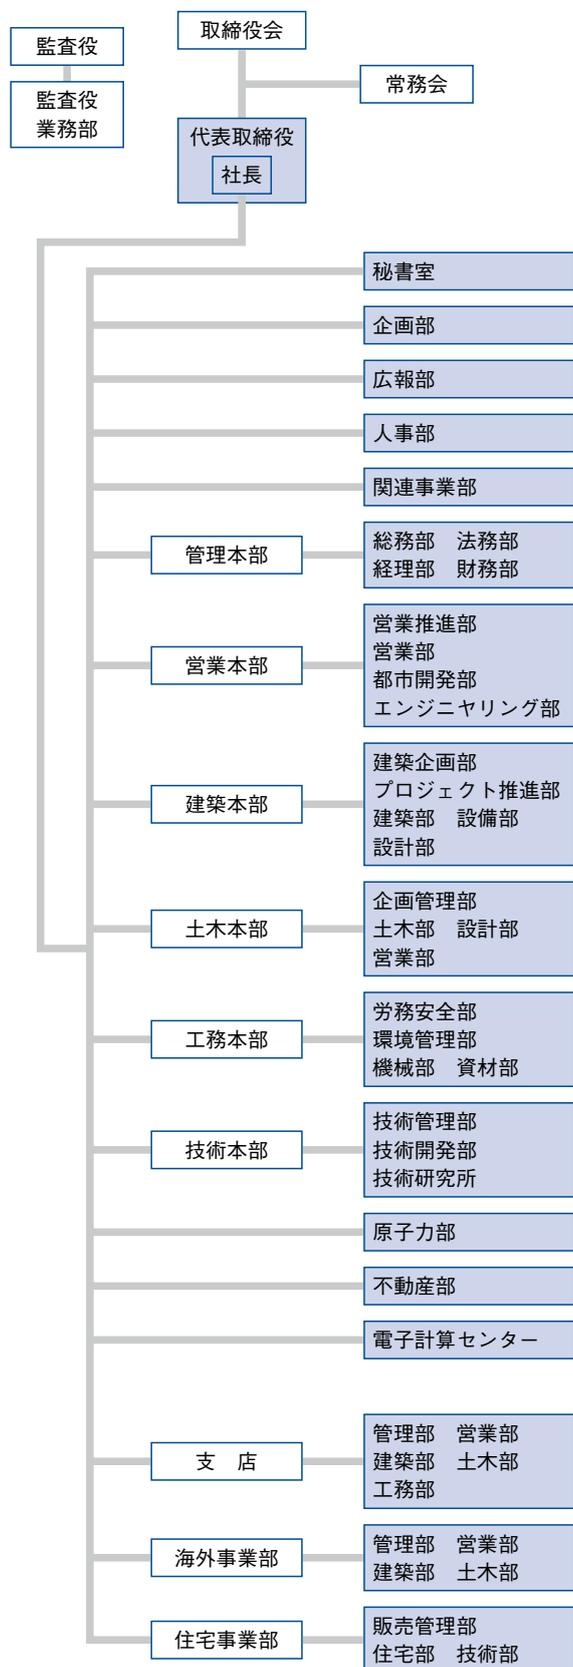 監査役
監査役
業務部
取締役会
常務会
代表取締役
社長
秘書室
企画部
広報部
人事部
関連事業部
管理本部
総務部　法務部
経理部　財務部
営業本部
営業推進部
営業部
都市開発部
エンジニヤリング部
建築本部
建築企画部
プロジェクト推進部
建築部　設備部
設計部
土木本部
企画管理部
土木部　設計部
営業部
工務本部
労務安全部
環境管理部
機械部　資材部
技術本部
技術管理部
技術開発部
技術研究所
原子力部
不動産部
電子計算センター
支　店
管理部　営業部
建築部　土木部
工務部
海外事業部
管理部　営業部
建築部　土木部
住宅事業部
販売管理部
住宅部　技術部